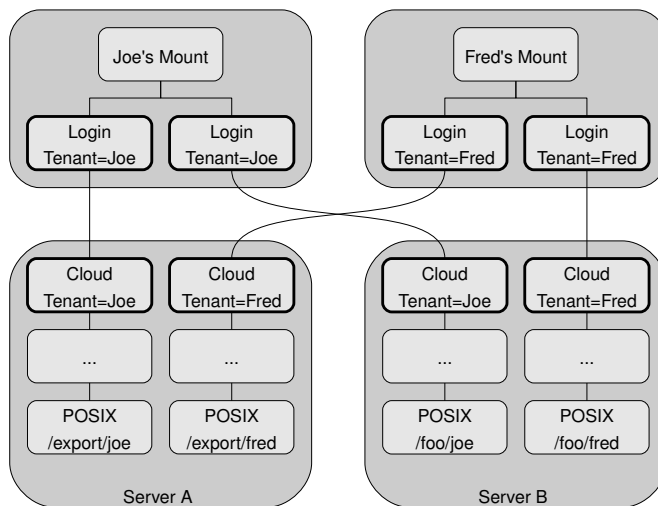 Joe's Mount
Fred's Mount
Login
Tenant=Joe
Login
Tenant=Joe
Login
Tenant=Fred
Login
Tenant=Fred
Cloud
Tenant=Joe
Cloud
Tenant=Fred
Cloud
Tenant=Joe
Cloud
Tenant=Fred
...
...
...
...
POSIX
/export/joe
POSIX
/export/fred
POSIX
/foo/joe
POSIX
/foo/fred
Server A
Server B